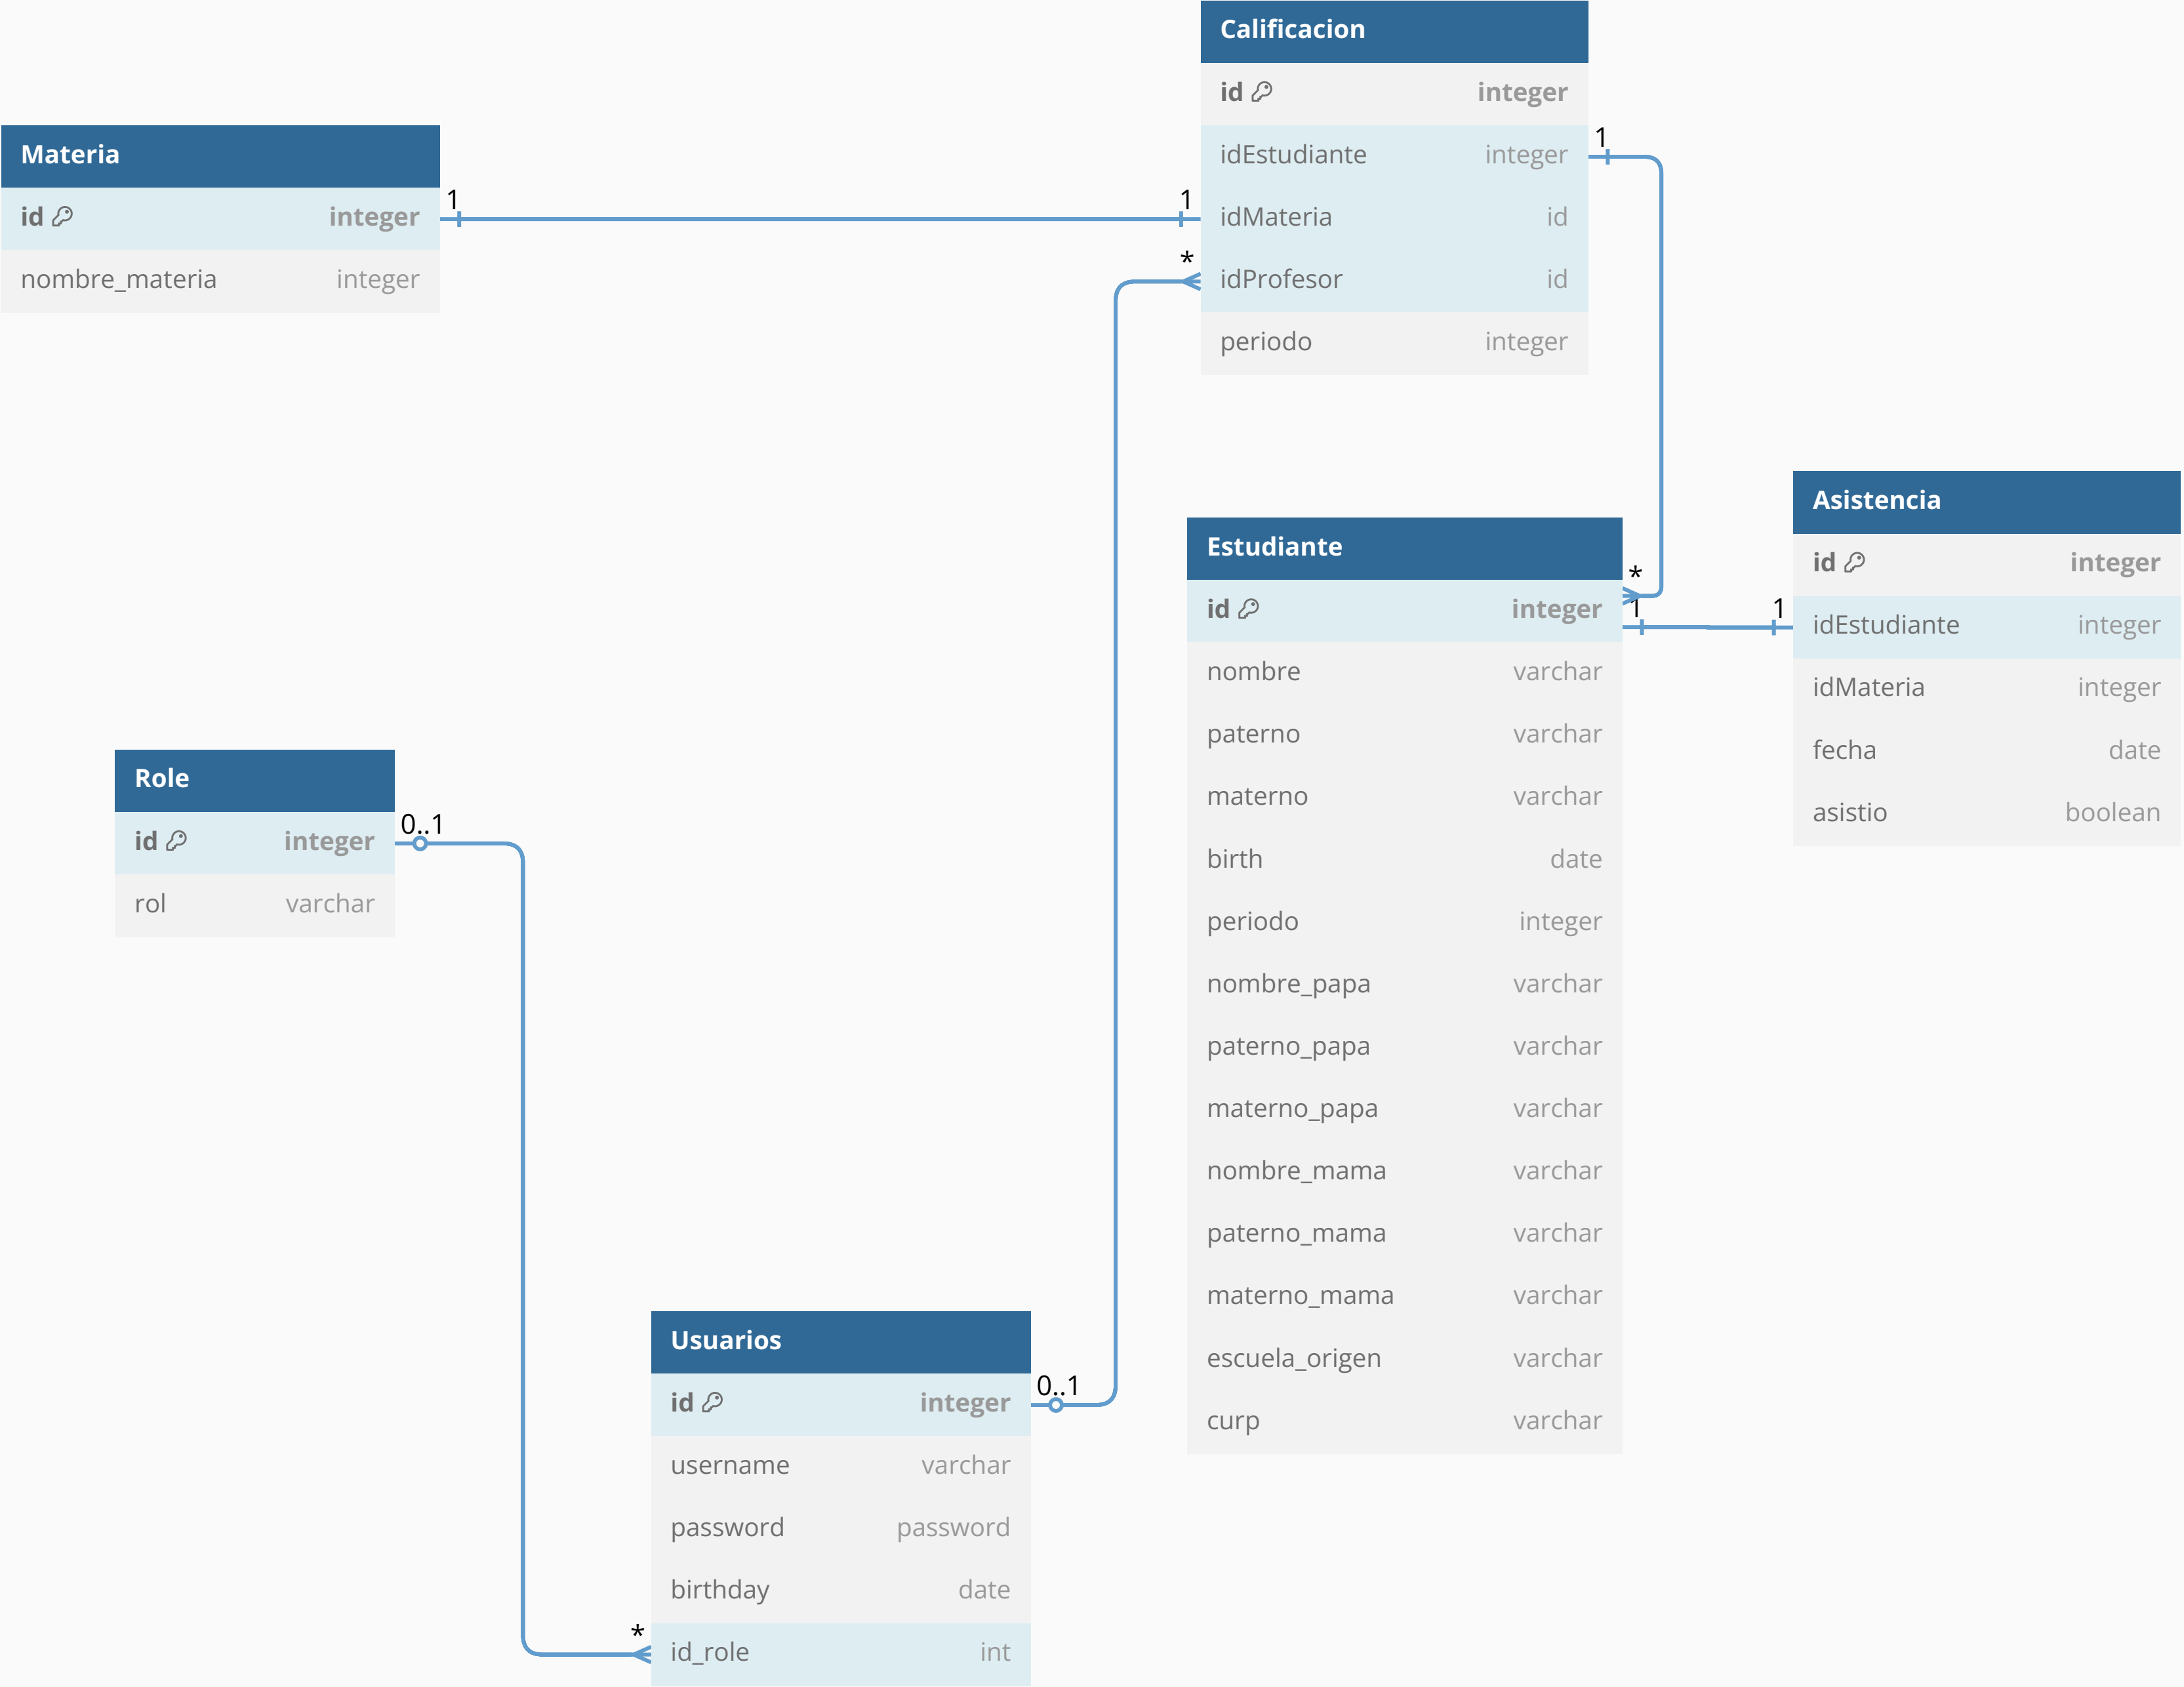 Calificacion
id integer
idEstudiante integer
idMateria id
idProfesor id
periodo integer
1
1
*
Materia
id integer
nombre_materia integer
1
Estudiante
id integer
nombre varchar
paterno varchar
materno varchar
birth date
periodo integer
nombre_papa varchar
paterno_papa varchar
materno_papa varchar
nombre_mama varchar
paterno_mama varchar
materno_mama varchar
escuela_origen varchar
curp varchar
*
1
1
Asistencia
id integer
idEstudiante integer
idMateria integer
fecha date
asistio boolean
Role
id integer
rol varchar
0..1
Usuarios
id integer
username varchar
password password
birthday date
id_role int
0..1
*